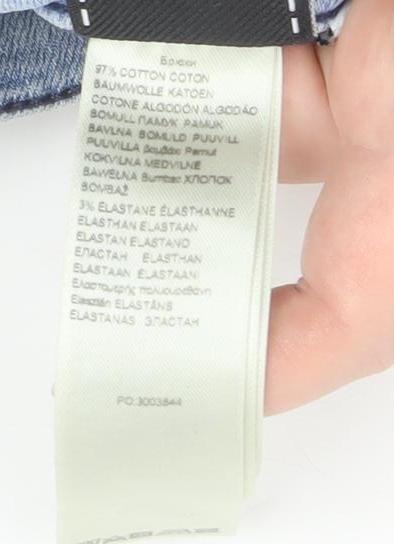 Брюки
97% COTTON COTON
BAUMWOLLE KATOEN
COTONE ALGODÓN ALGODÃO
BOMULL ПАМУК PAMUK
BAVLNA BOMULD PUUVILL
PUUVILLA Βαμβάκι Pamut
KOKVILNA MEDVILNĖ
BAWEŁNA Bumbac ХЛОПОК
BOMBAŻ
3% ELASTANE ÉLASTHANNE
ELASTHAN ELASTAAN
ELASTAN ELASTANO
ЕЛАСТАН ELASTHAN
ELASTAAN ELASTAANI
Ελαστομερής πολυουρεθάνη
Elasztán ELASTĀNS
ELASTANAS ЭЛАСТАН
PO:3003844